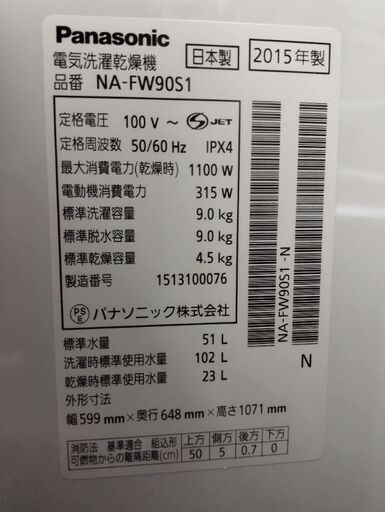 Panasonic
電気洗濯乾燥機 日本製 2015年製
品番 NA-FW90S1
定格電圧 100 V ～ S JET
定格周波数 50/60 Hz IPX4
最大消費電力(乾燥時) 1100 W
電動機消費電力 315 W
標準洗濯容量 9.0 kg
標準脱水容量 9.0 kg
標準乾燥容量 4.5 kg
製造番号 1513100076
PSE パナソニック株式会社
標準水量 51 L
洗濯時標準使用水量 102 L
乾燥時標準使用水量 23 L
外形寸法
幅 599 mm×奥行 648 mm×高さ 1071 mm
消防法 基準適合 組込形 上方 側方 後方 下方
可燃物からの離隔距離(cm) 50 5 0.7 0
NA-FW90S1 -N
N